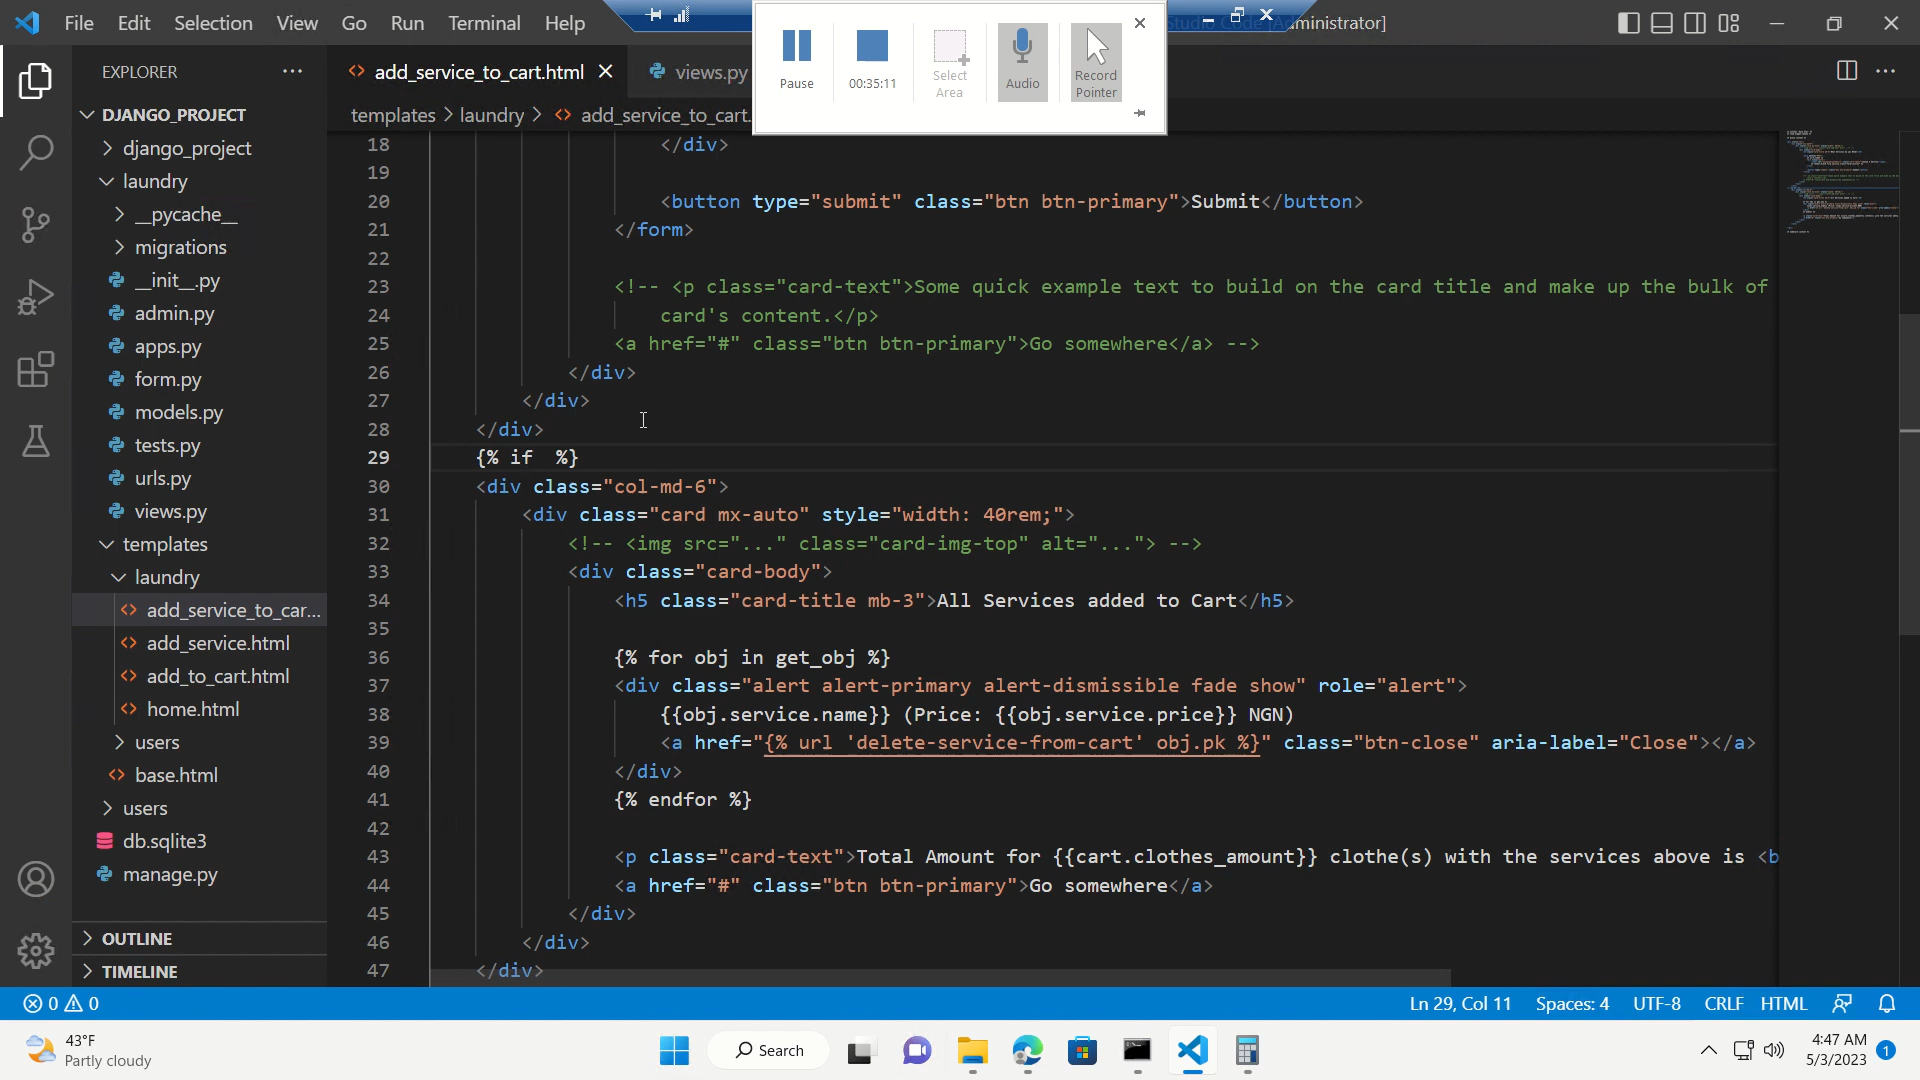 File Edit Selection View Go Run Terminal Help
Studio Code [Administrator]
Pause
00:35:11
Select Area
Audio
Record Pointer
EXPLORER
add_service_to_cart.html
views.py
DJANGO_PROJECT
django_project
laundry
__pycache__
migrations
__init__.py
admin.py
apps.py
form.py
models.py
tests.py
urls.py
views.py
templates
laundry
add_service_to_car...
add_service.html
add_to_cart.html
home.html
users
base.html
users
db.sqlite3
manage.py
OUTLINE
TIMELINE
templates > laundry > add_service_to_cart.
18 </div>
19
20 <button type="submit" class="btn btn-primary">Submit</button>
21 </form>
22
23 <!-- <p class="card-text">Some quick example text to build on the card title and make up the bulk of
24 card's content.</p>
25 <a href="#" class="btn btn-primary">Go somewhere</a> -->
26 </div>
27 </div>
28 </div>
29 {% if  %}
30 <div class="col-md-6">
31 <div class="card mx-auto" style="width: 40rem;">
32 <!-- <img src="..." class="card-img-top" alt="..."> -->
33 <div class="card-body">
34 <h5 class="card-title mb-3">All Services added to Cart</h5>
35
36 {% for obj in get_obj %}
37 <div class="alert alert-primary alert-dismissible fade show" role="alert">
38 {{obj.service.name}} (Price: {{obj.service.price}} NGN)
39 <a href="{% url 'delete-service-from-cart' obj.pk %}" class="btn-close" aria-label="Close"></a>
40 </div>
41 {% endfor %}
42
43 <p class="card-text">Total Amount for {{cart.clothes_amount}} clothe(s) with the services above is <b
44 <a href="#" class="btn btn-primary">Go somewhere</a>
45 </div>
46 </div>
47 </div>
0 0
Ln 29, Col 11 Spaces: 4 UTF-8 CRLF HTML
43°F
Partly cloudy
Search
4:47 AM
5/3/2023
1